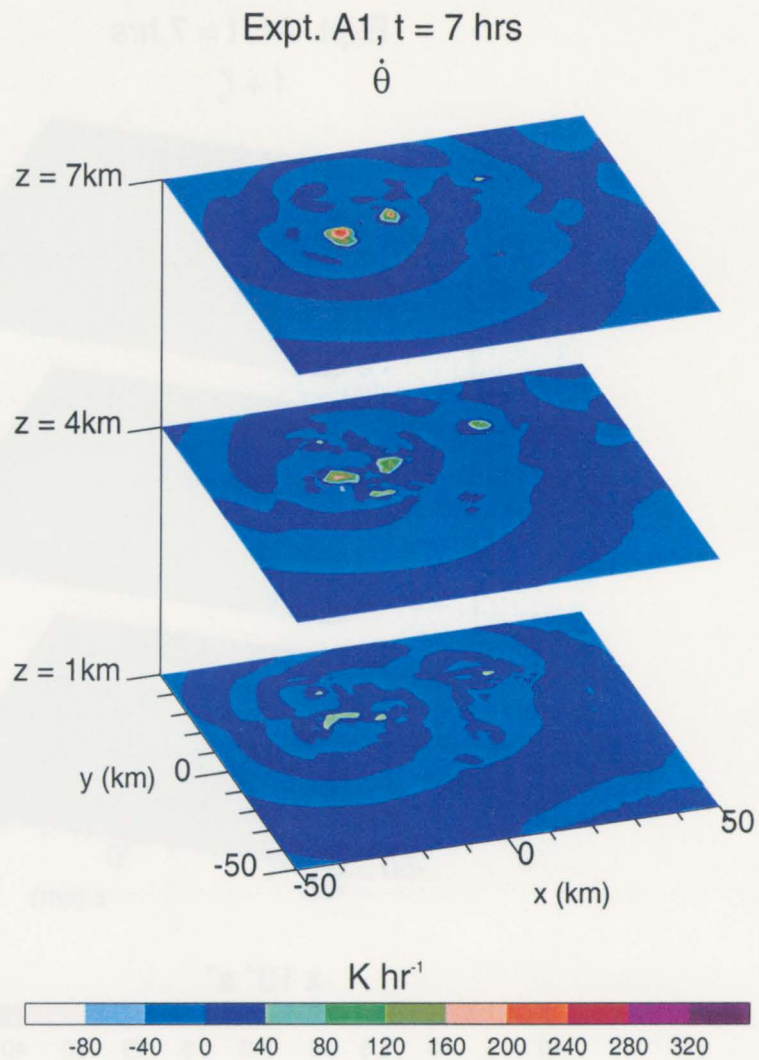 Expt. A1, t = 7 hrs
θ̇
z = 7km
z = 4km
z = 1km
y (km)
0
-50
-50
0
50
x (km)
K hr⁻¹
-80 -40 0 40 80 120 160 200 240 280 320